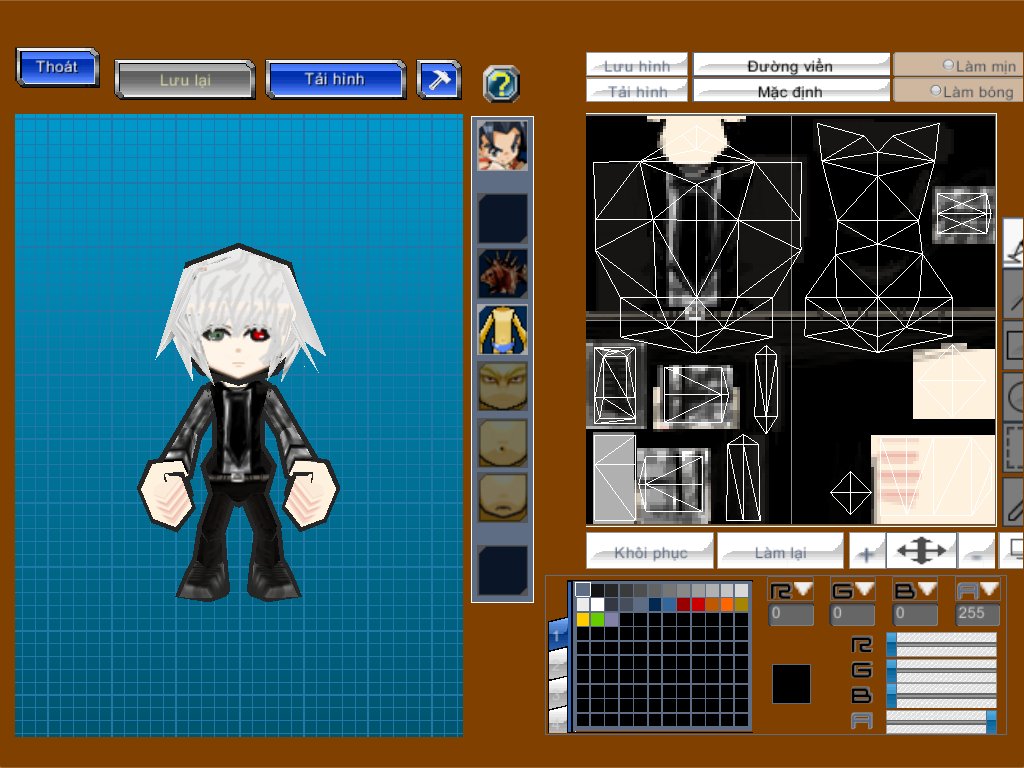 Thoát
Lưu lại
Tải hình
?
Lưu hình
Đường viền
Làm mịn
Tải hình
Mặc định
Làm bóng
Khôi phục
Làm lại
+
-
1
R
G
B
A
0
0
0
255
R
G
B
A